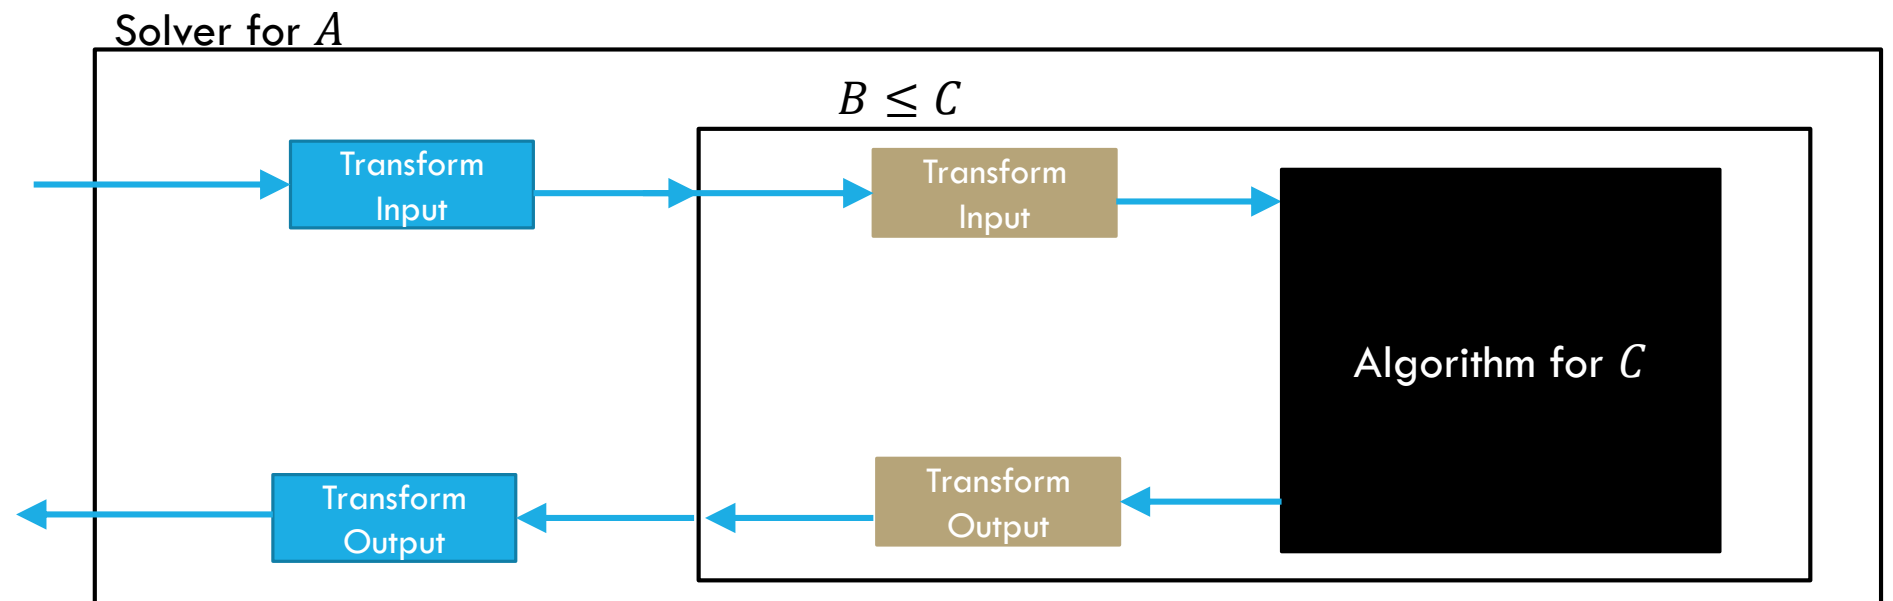 Solver for A
B ≤ C
Transform
Input
Transform
Input
Algorithm for C
Transform
Output
Transform
Output